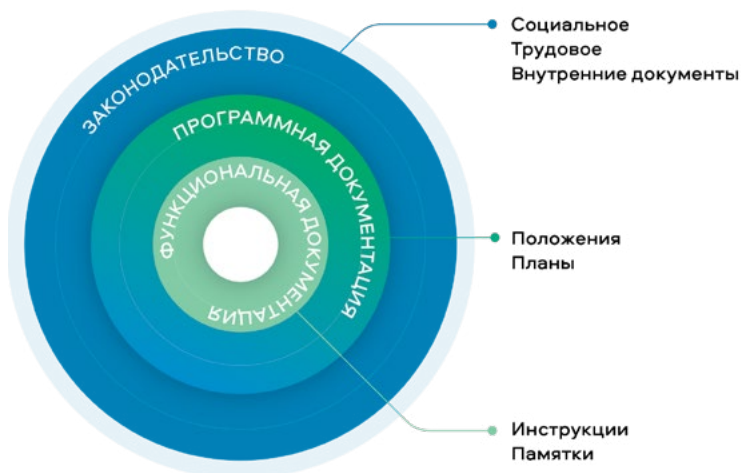 ЗАКОНОДАТЕЛЬСТВО
ПРОГРАММНАЯ ДОКУМЕНТАЦИЯ
ФУНКЦИОНАЛЬНАЯ ДОКУМЕНТАЦИЯ
Социальное
Трудовое
Внутренние документы
Положения
Планы
Инструкции
Памятки